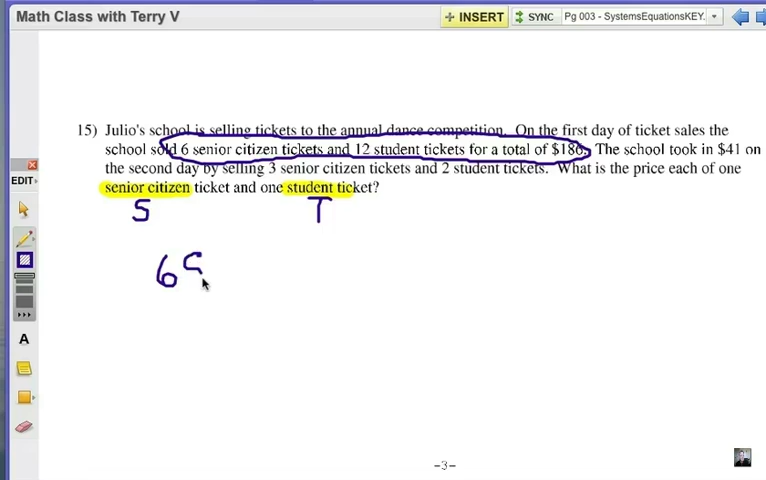 Math Class with Terry V
INSERT
SYNC
Pg 003 - SystemsEquationsKEY.
15) Julio's school is selling tickets to the annual dance competition. On the first day of ticket sales the
school sold 6 senior citizen tickets and 12 student tickets for a total of $186. The school took in $41 on
the second day by selling 3 senior citizen tickets and 2 student tickets. What is the price each of one
senior citizen ticket and one student ticket?
EDIT
S T
6S
A
-3-